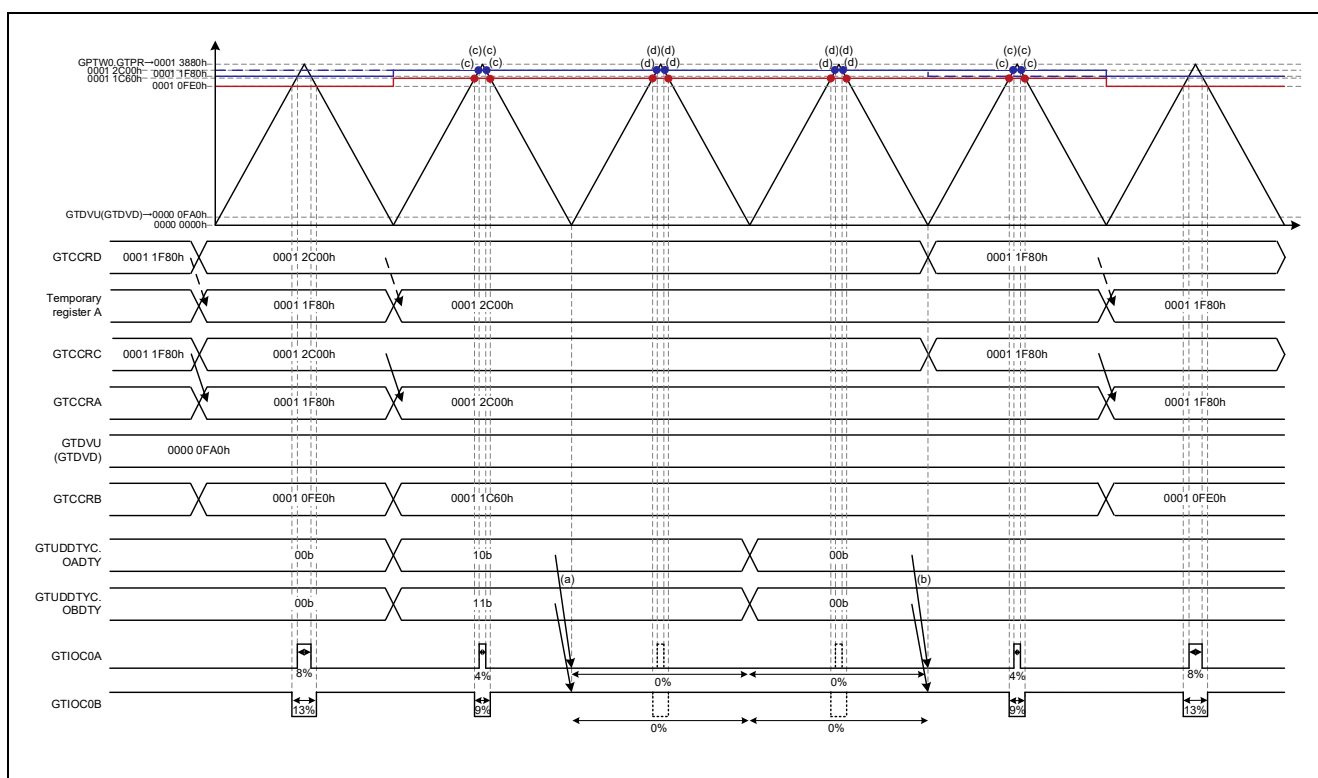 (c)(c) (d)(d) (d)(d) (c)(c)
GPTW0.GTPR→0001 3880h
0001 2C00h 0001 1F80h (c) (c) (d) (d) (d) (d) (c) (c)
0001 1C60h
0001 0FE0h
GTDVU(GTDVD)→0000 0FA0h
0000 0000h
GTCCRD 0001 1F80h 0001 2C00h 0001 1F80h
Temporary
register A 0001 1F80h 0001 2C00h 0001 1F80h
GTCCRC 0001 1F80h 0001 2C00h 0001 1F80h
GTCCRA 0001 1F80h 0001 2C00h 0001 1F80h
GTDVU
(GTDVD) 0000 0FA0h
GTCCRB 0001 0FE0h 0001 1C60h 0001 0FE0h
GTUDDTYC.
OADTY 00b 10b 00b
(a) (b)
GTUDDTYC.
OBDTY 00b 11b 00b
GTIOC0A
8% 4% 0% 0% 4% 8%
GTIOC0B
13% 9% 9% 13%
0% 0%